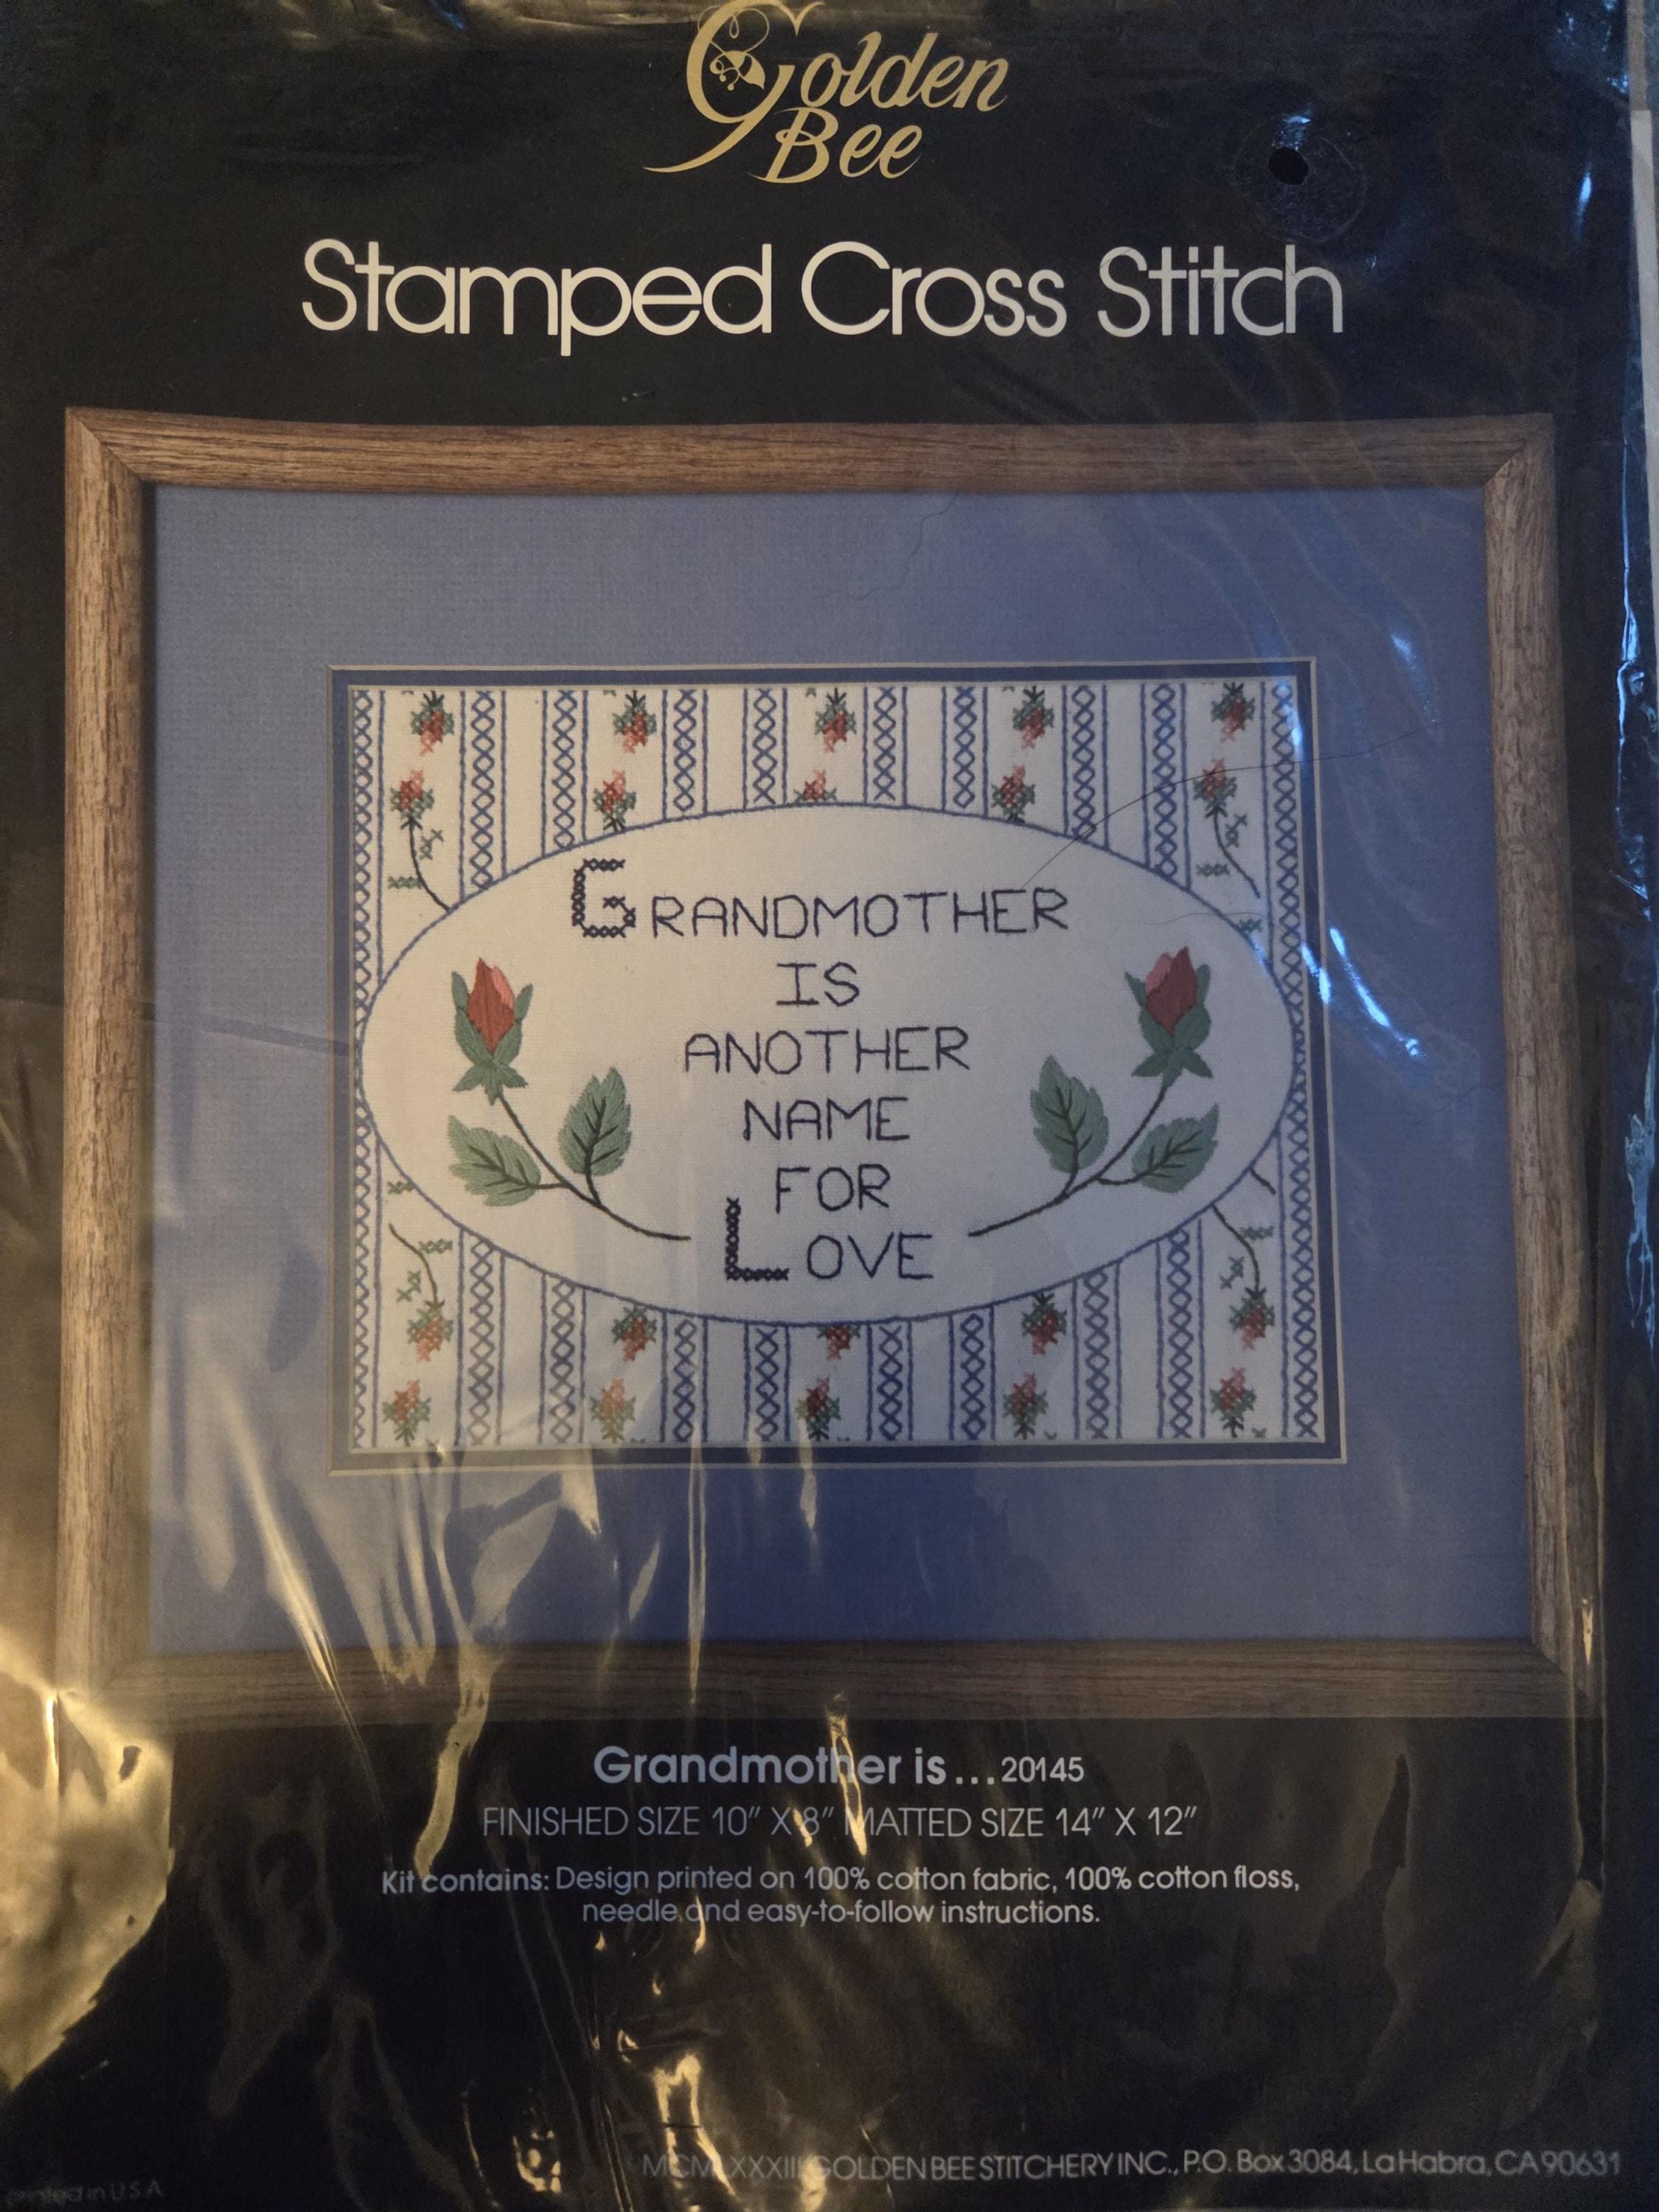 Golden
Bee
Stamped Cross Stitch
GRANDMOTHER
IS
ANOTHER
NAME
FOR
LOVE
Grandmother is... 20145
FINISHED SIZE 10" X 8" MATTED SIZE 14" X 12"
Kit contains: Design printed on 100% cotton fabric, 100% cotton floss,
needle and easy-to-follow instructions.
GOLDEN BEE STITCHERY INC., P.O. Box 3084, La Habra, CA 90631
printed in U S A